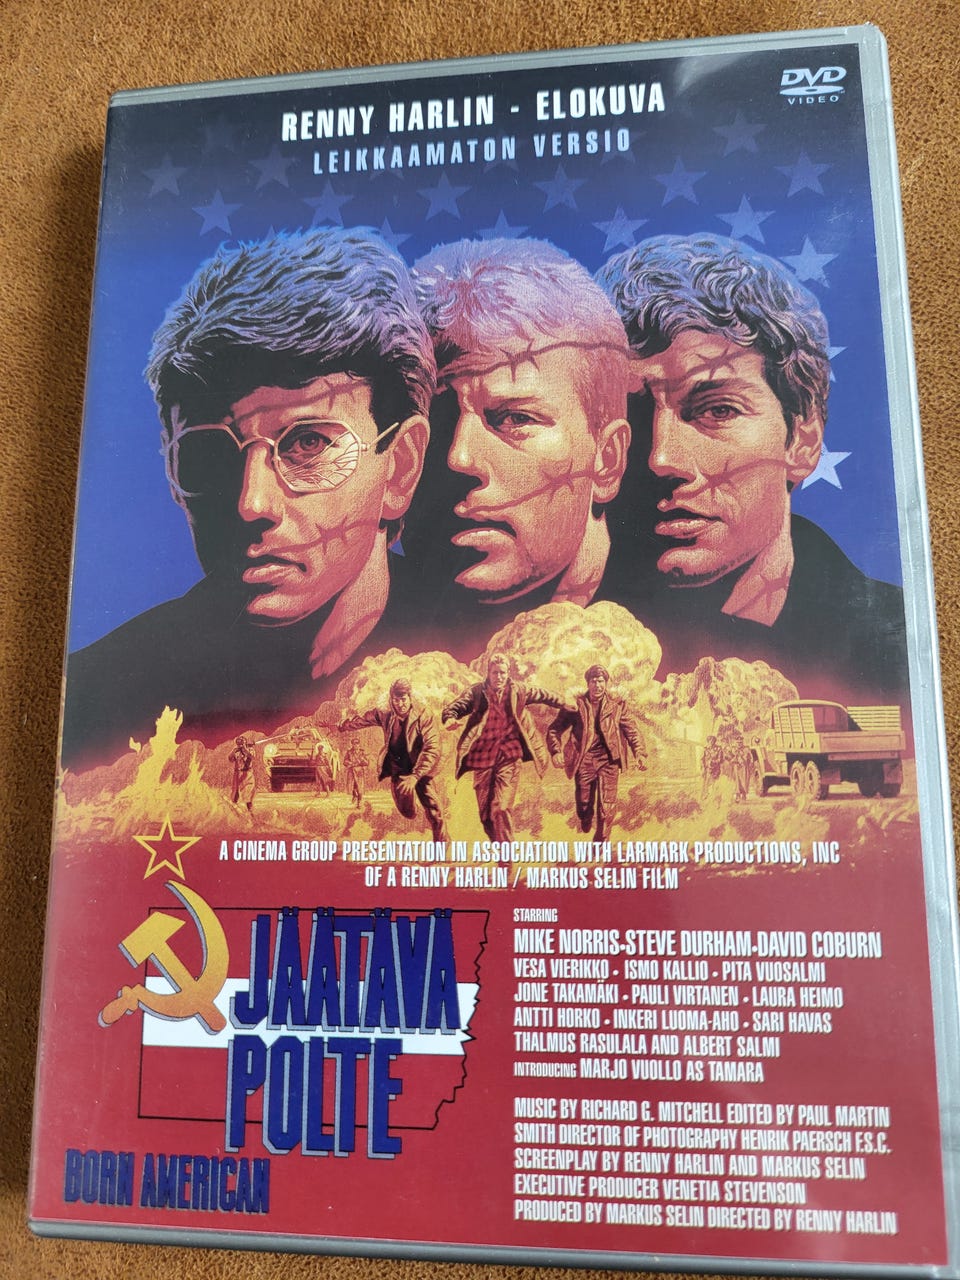 DVD
VIDEO
RENNY HARLIN - ELOKUVA
LEIKKAAMATON VERSIO
A CINEMA GROUP PRESENTATION IN ASSOCIATION WITH LARMARK PRODUCTIONS, INC
OF A RENNY HARLIN / MARKUS SELIN FILM
JÄÄTÄVÄ
POLTE
BORN AMERICAN
STARRING
MIKE NORRIS•STEVE DURHAM•DAVID COBURN
VESA VIERIKKO • ISMO KALLIO • PITA VUOSALMI
JONE TAKAMÄKI • PAULI VIRTANEN • LAURA HEIMO
ANTTI HORKO • INKERI LUOMA-AHO • SARI HAVAS
THALMUS RASULALA AND ALBERT SALMI
INTRODUCING MARJO VUOLLO AS TAMARA
MUSIC BY RICHARD G. MITCHELL EDITED BY PAUL MARTIN
SMITH DIRECTOR OF PHOTOGRAPHY HENRIK PAERSCH F.S.C.
SCREENPLAY BY RENNY HARLIN AND MARKUS SELIN
EXECUTIVE PRODUCER VENETIA STEVENSON
PRODUCED BY MARKUS SELIN DIRECTED BY RENNY HARLIN